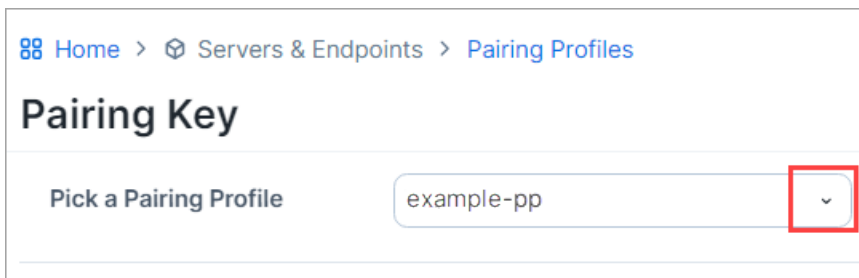 Home > Servers & Endpoints > Pairing Profiles
Pairing Key
Pick a Pairing Profile example-pp